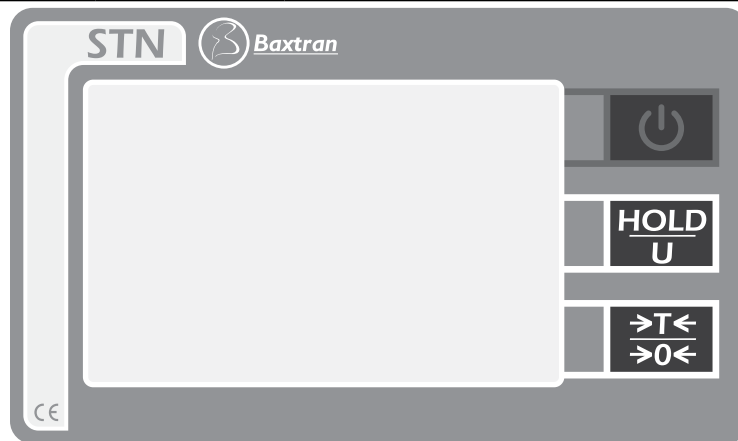 STN
Baxtran
HOLD
U
>T<
>0<
CE